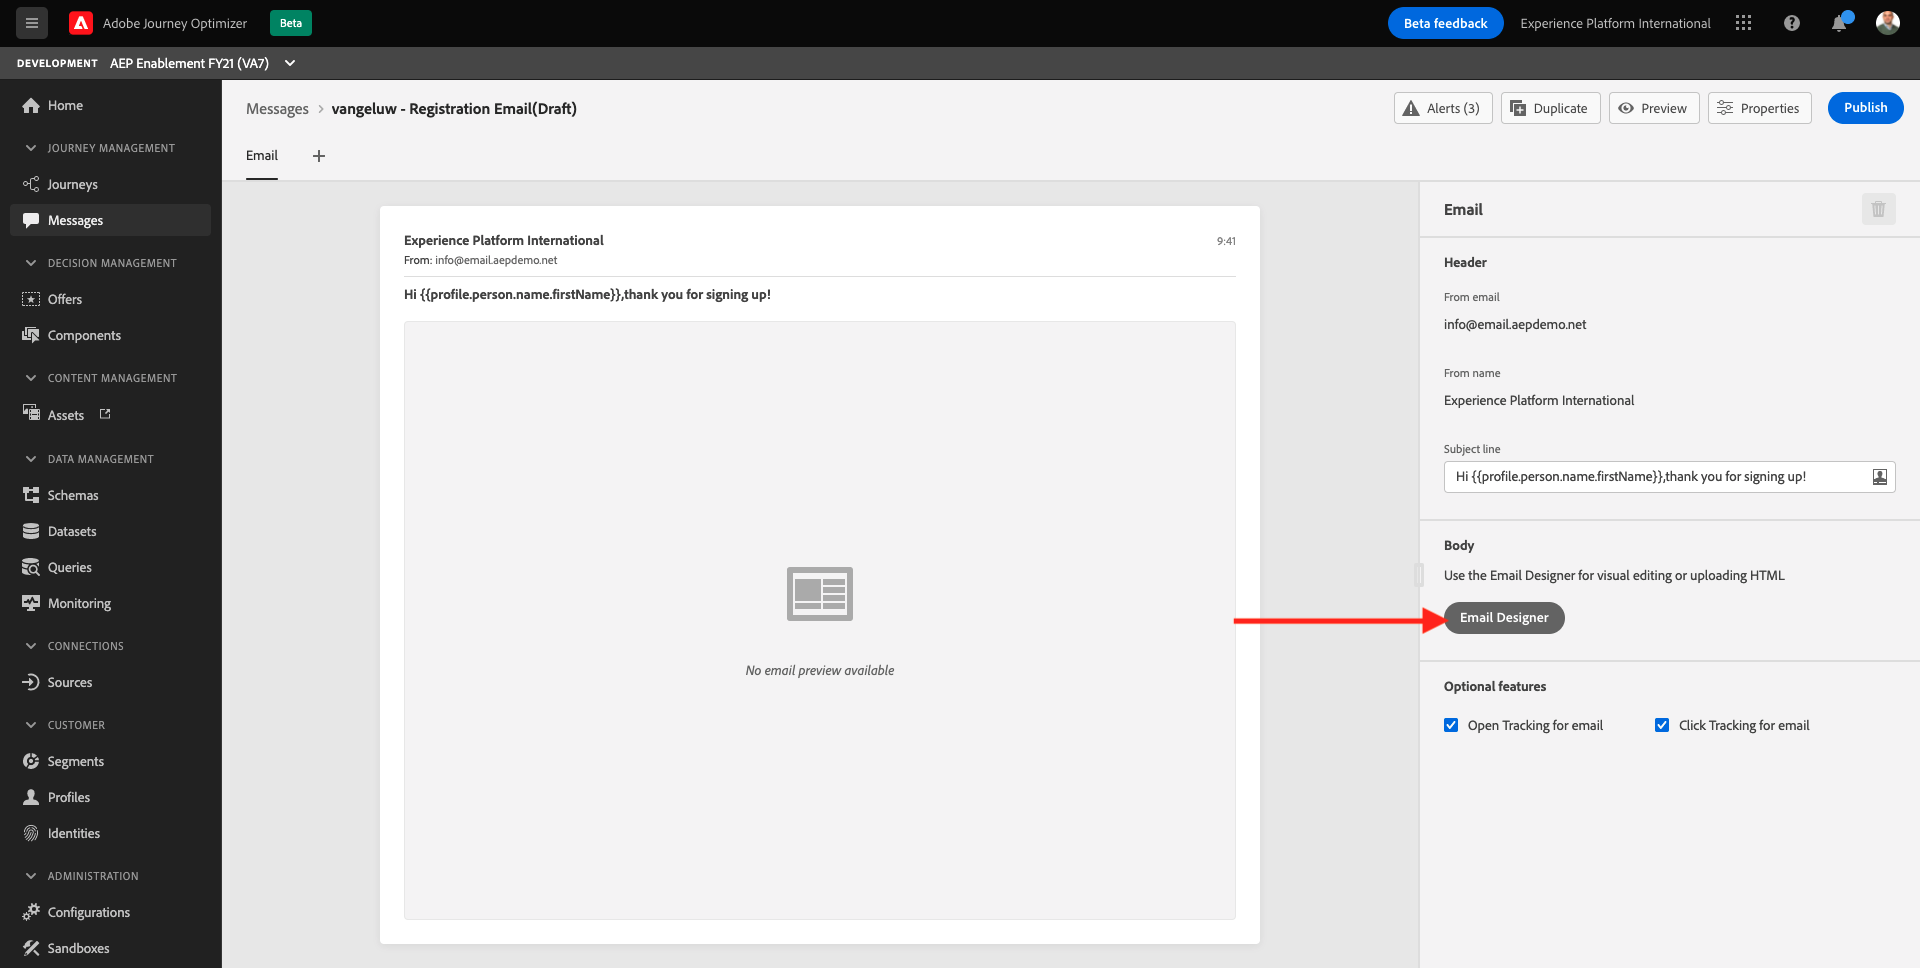 Adobe Journey Optimizer
Beta
Beta feedback
Experience Platform International
DEVELOPMENT AEP Enablement FY21 (VA7)
Home
JOURNEY MANAGEMENT
Journeys
Messages
DECISION MANAGEMENT
Offers
Components
CONTENT MANAGEMENT
Assets
DATA MANAGEMENT
Schemas
Datasets
Queries
Monitoring
CONNECTIONS
Sources
CUSTOMER
Segments
Profiles
Identities
ADMINISTRATION
Configurations
Sandboxes
Messages > vangeluw - Registration Email(Draft)
Alerts (3)
Duplicate
Preview
Properties
Publish
Email
Experience Platform International
9:41
From: info@email.aepdemo.net
Hi {{profile.person.name.firstName}},thank you for signing up!
No email preview available
Email
Header
From email
info@email.aepdemo.net
From name
Experience Platform International
Subject line
Hi {{profile.person.name.firstName}},thank you for signing up!
Body
Use the Email Designer for visual editing or uploading HTML
Email Designer
Optional features
Open Tracking for email
Click Tracking for email